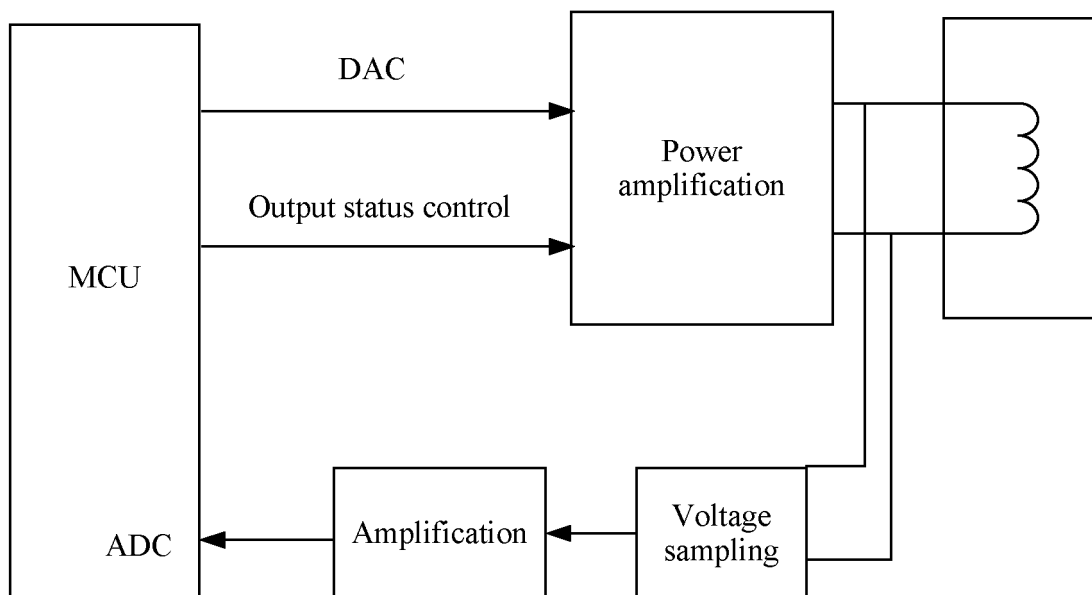 DAC
Power
amplification
Output status control
MCU
Voltage
sampling
Amplification
ADC